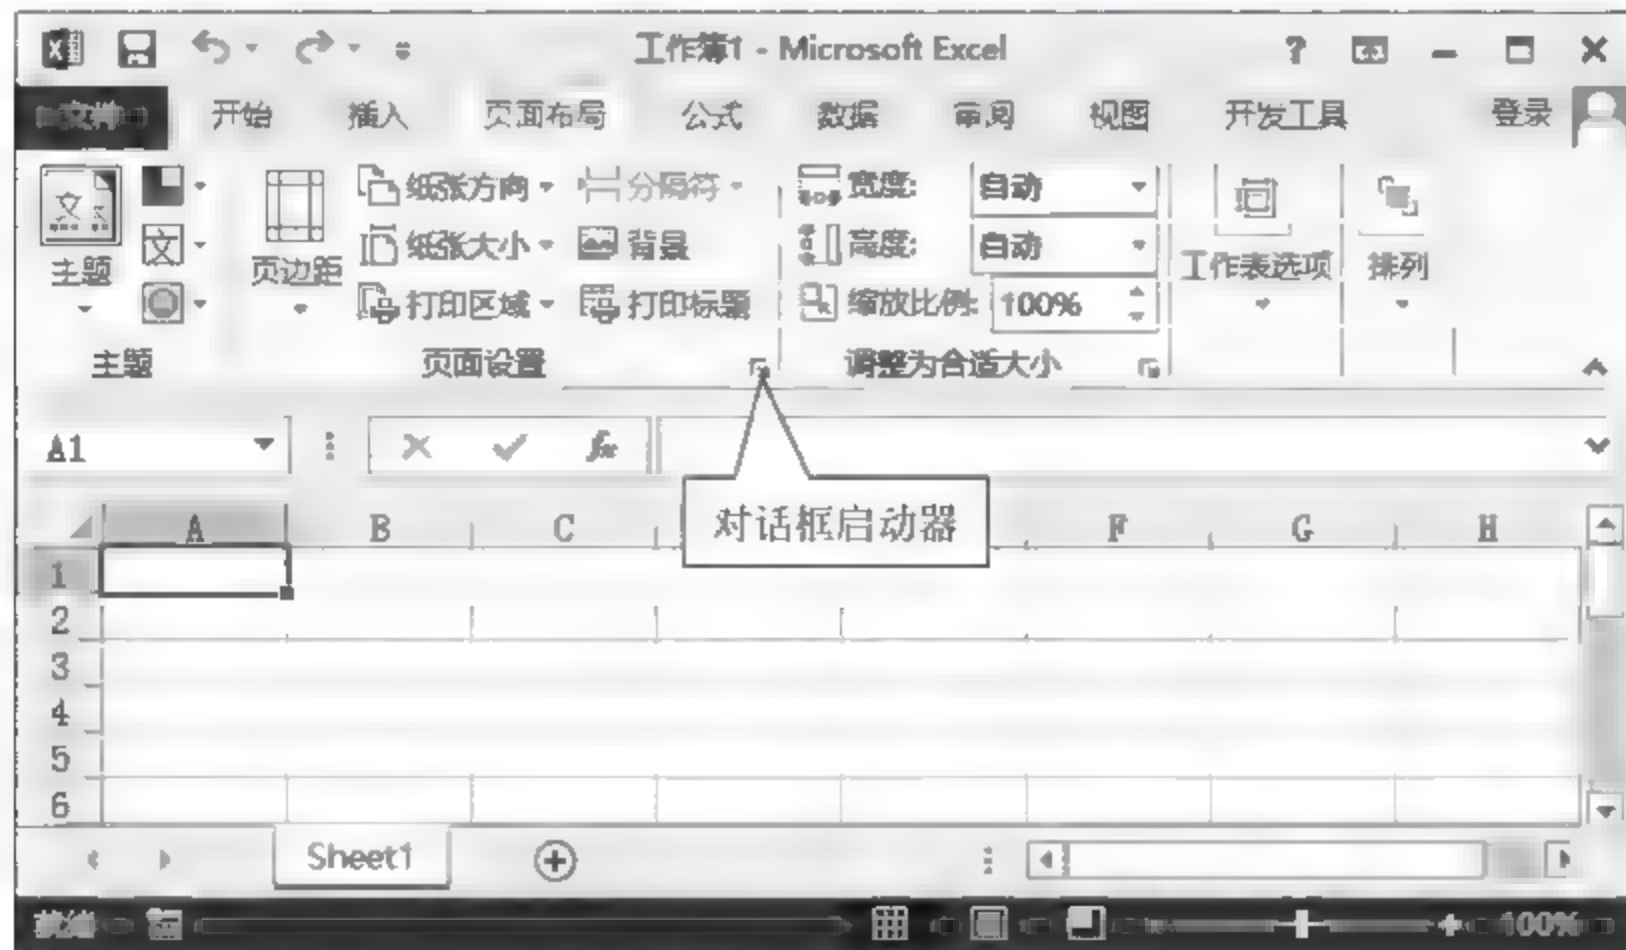 工作簿1 - Microsoft Excel
文件 开始 插入 页面布局 公式 数据 审阅 视图 开发工具 登录
纸张方向 分隔符 宽度: 自动
主题 页边距 纸张大小 背景 高度: 自动 工作表选项 排列
打印区域 打印标题 缩放比例: 100%
主题 页面设置 调整为合适大小
A1 fx
对话框启动器
A B C F G H
1
2
3
4
5
6
Sheet1
就绪 100%